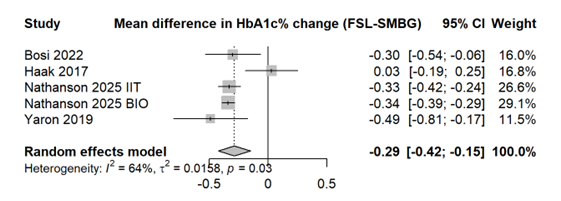 Study Mean difference in HbA1c% change (FSL-SMBG) 95% CI Weight
Bosi 2022 -0.30 [-0.54; -0.06] 16.0%
Haak 2017 0.03 [-0.19; 0.25] 16.8%
Nathanson 2025 IIT -0.33 [-0.42; -0.24] 26.6%
Nathanson 2025 BIO -0.34 [-0.39; -0.29] 29.1%
Yaron 2019 -0.49 [-0.81; -0.17] 11.5%
Random effects model -0.29 [-0.42; -0.15] 100.0%
Heterogeneity: I² = 64%, τ² = 0.0158, p = 0.03
-0.5 0 0.5